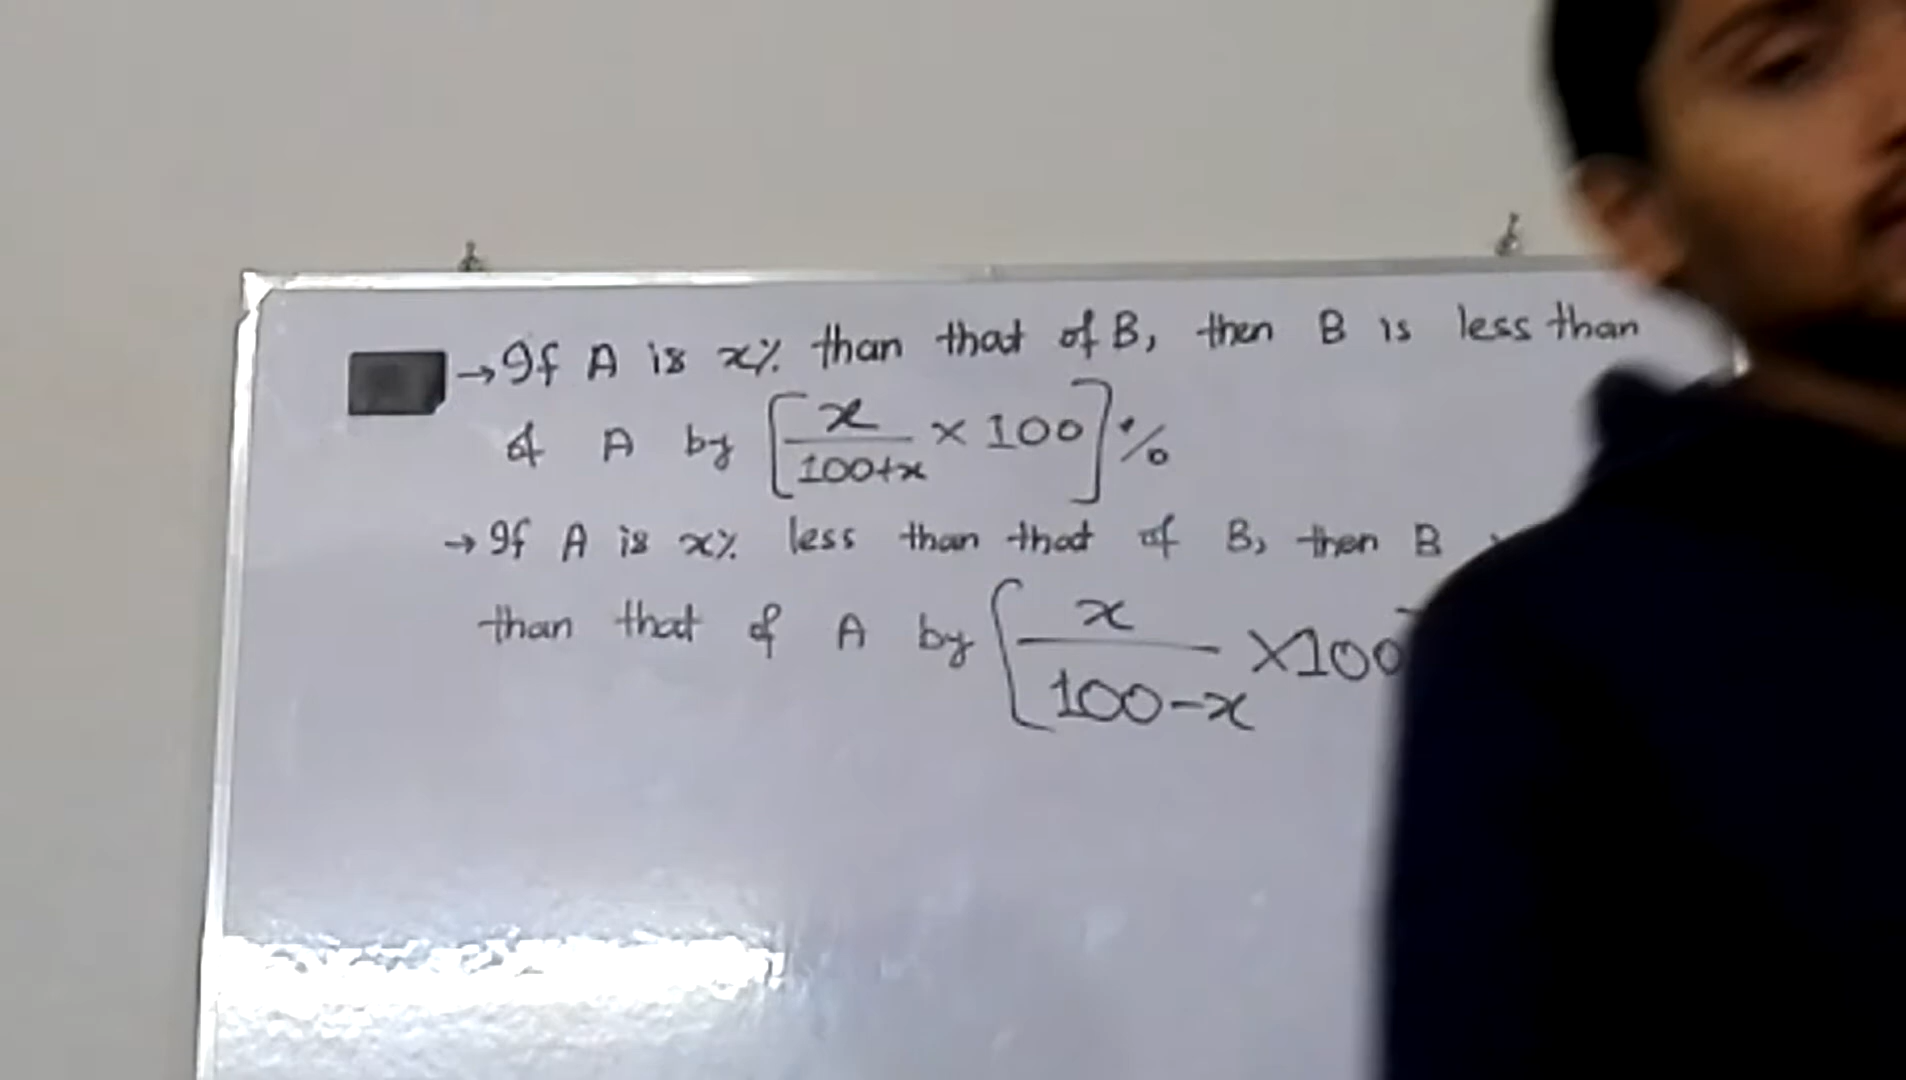 → If A is x% than that of B, then B is less than
of A by [x/(100+x) × 100]%
→ If A is x% less than that of B, then B
than that of A by [x/(100-x) ×100